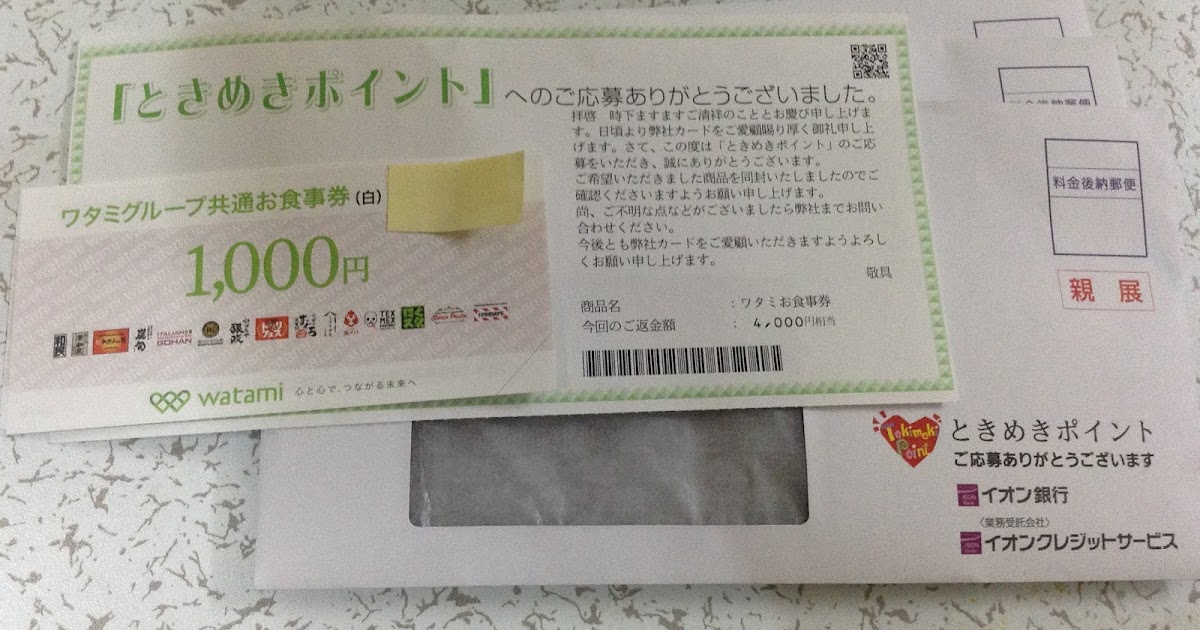 「ときめきポイント」
へのご応募ありがとうございました。
拝啓　時下ますますご清祥のこととお慶び申し上げま
す。日頃より弊社カードをご愛顧賜り厚く御礼申し上
げます。さて、この度は「ときめきポイント」のご応
募をいただき、誠にありがとうございます。
ご希望いただきました商品を同封いたしましたのでご
確認くださいますようお願い申し上げます。
尚、ご不明な点などがございましたら弊社までお問い
合わせください。
今後とも弊社カードをご愛顧いただきますようよろし
くお願い申し上げます。
敬具
商品名　：ワタミお食事券
今回のご返金額　：　4,000円相当
ワタミグループ共通お食事券（白）
1,000円
和民
ITALIANE
GOHAN
TEX
MEX
FRIDAYS
watami 心と心で、つながる未来へ
料金後納郵便
料金後納郵便
親展
Tokimeki
Point
ときめきポイント
ご応募ありがとうございます
イオン銀行
〈業務受託会社〉
イオンクレジットサービス